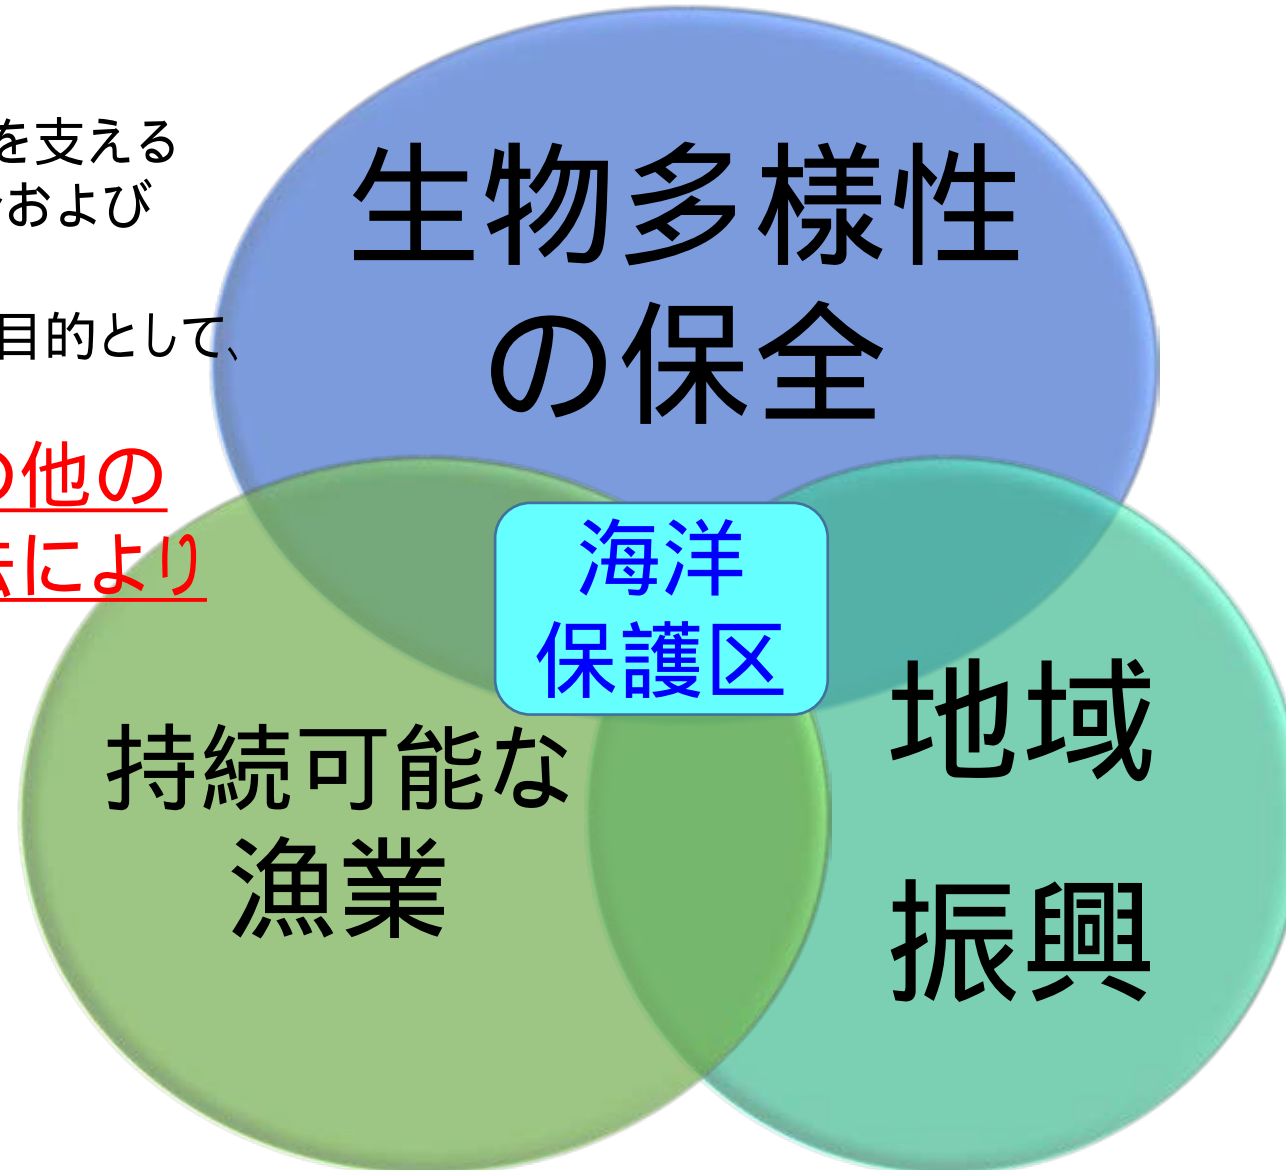 を支える
および
目的として、
の他の
により
生物多様性
の保全
海洋
保護区
持続可能な
漁業
地域
振興